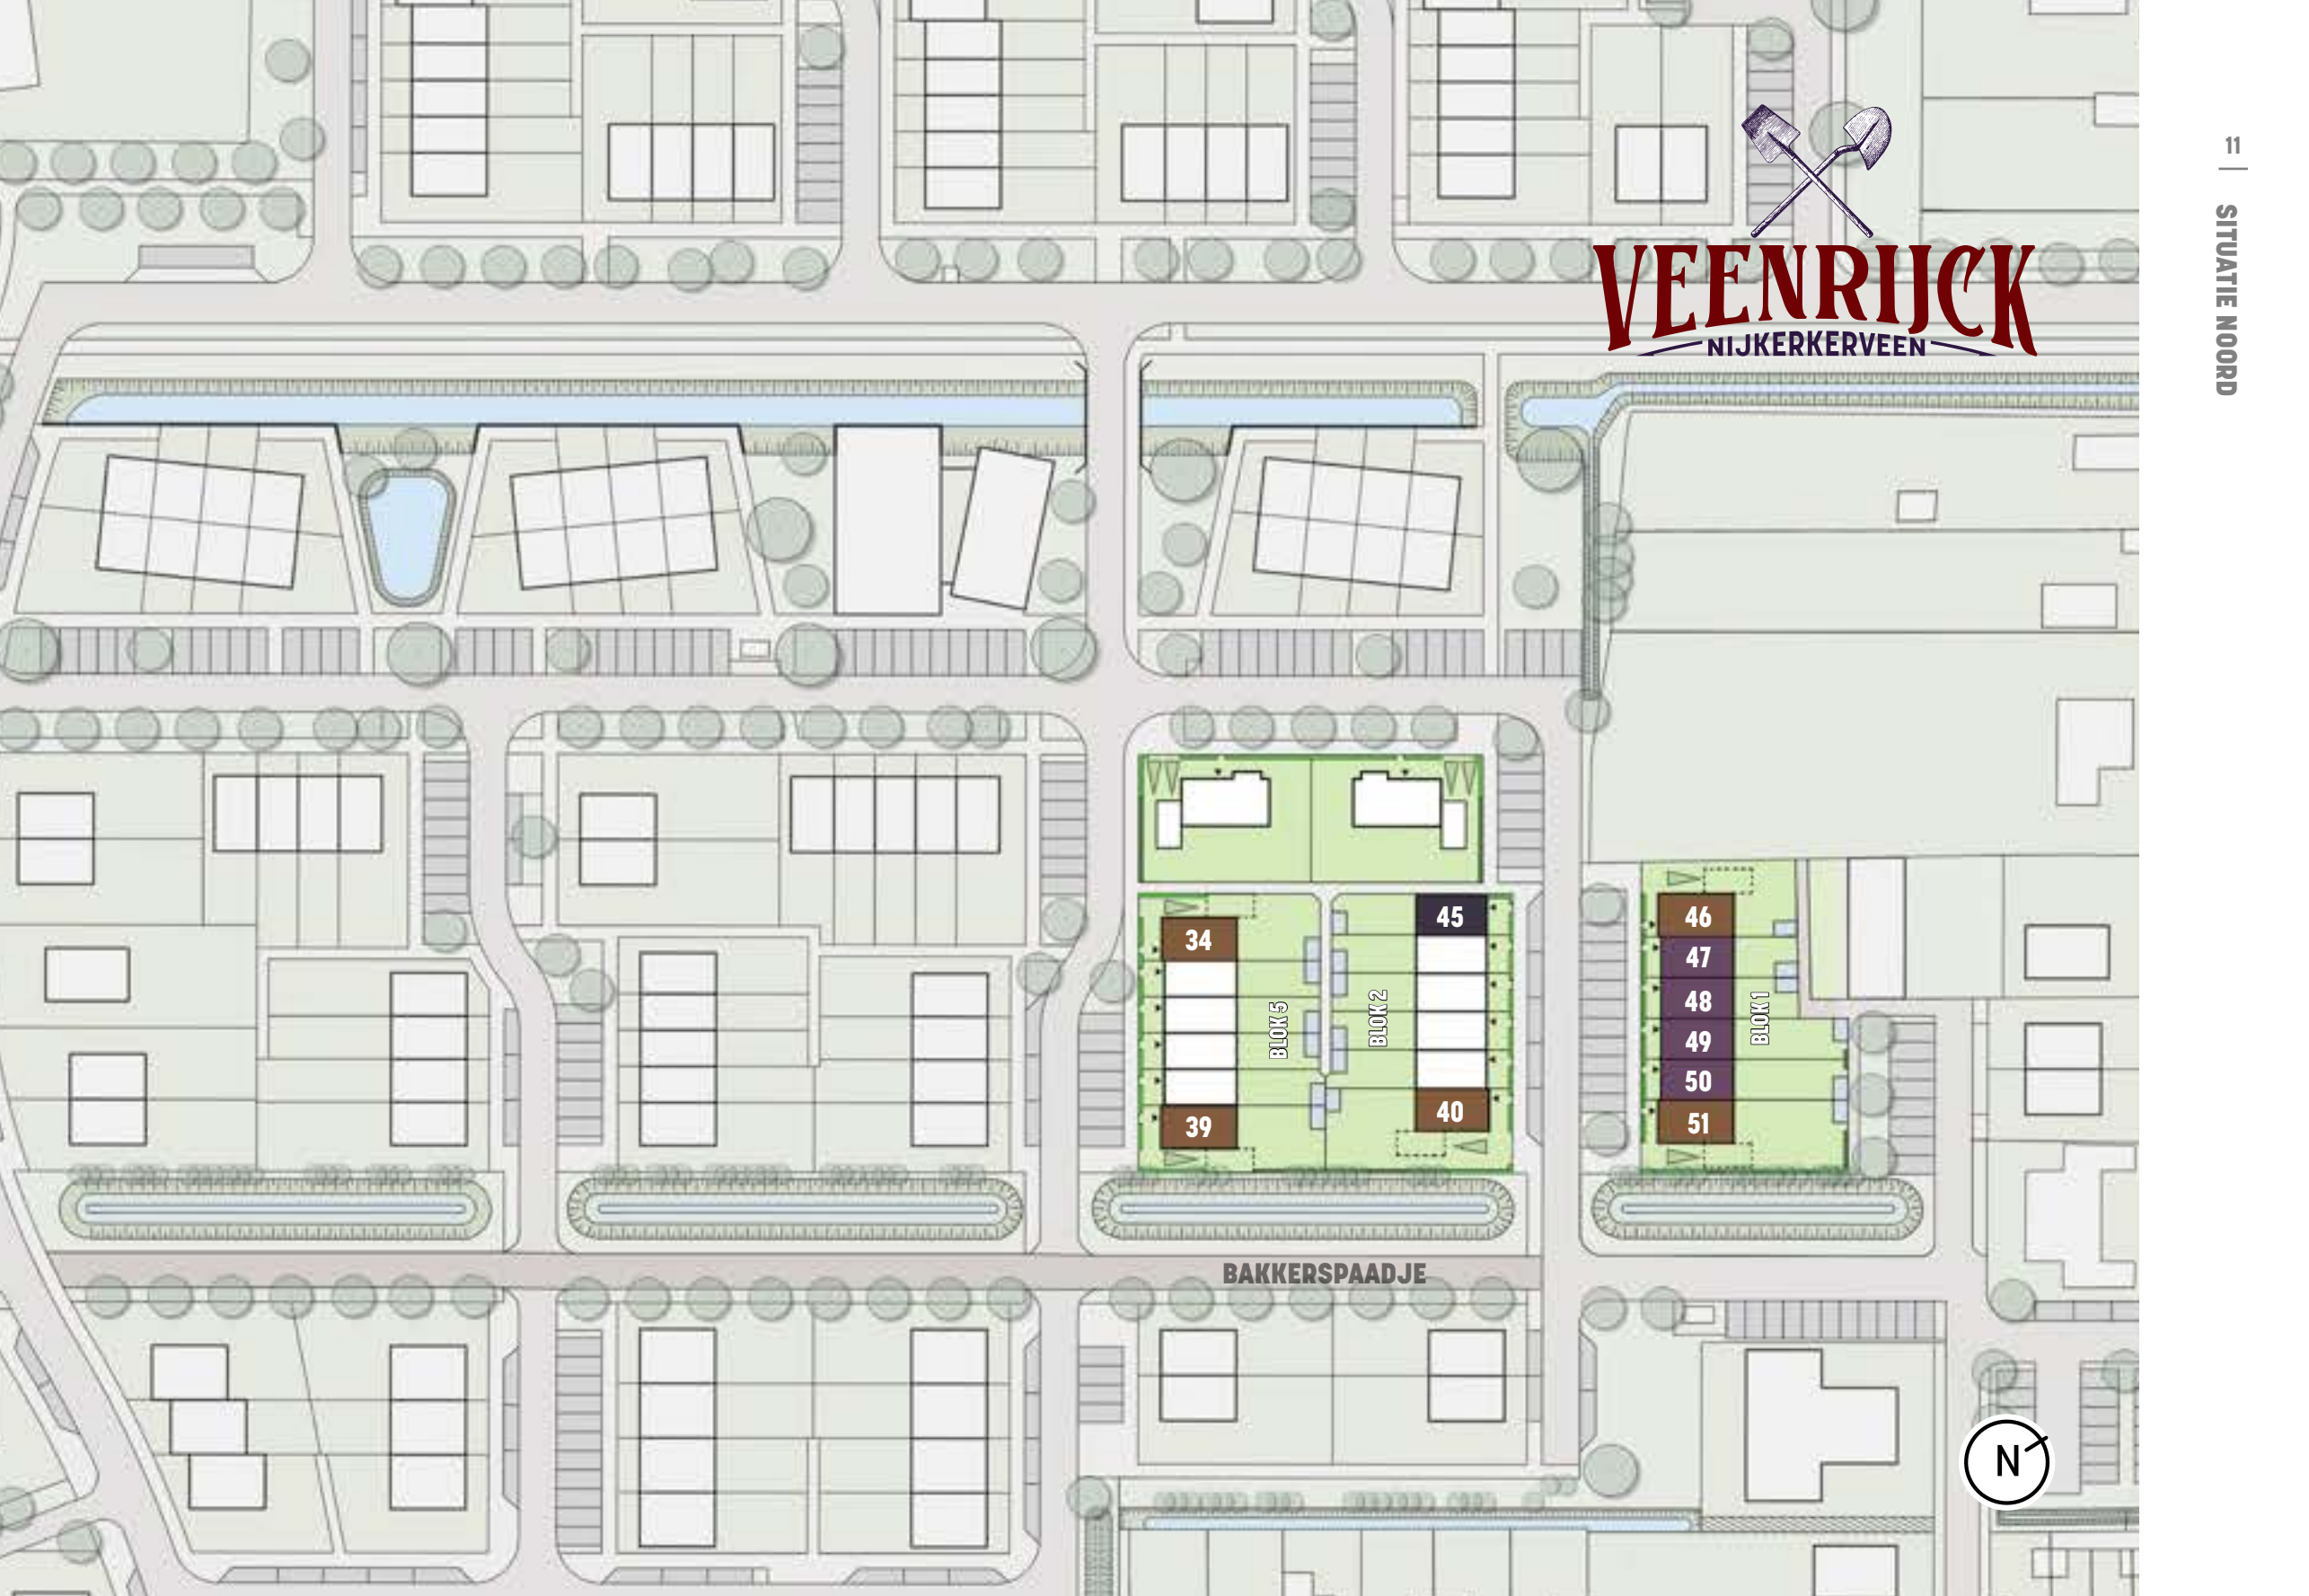 11
SITUATIE NOORD
VEENRIJCK
NIJKERKERVEEN
34
39
BLOK 5
BLOK 2
45
40
46
47
48
49
50
51
BLOK 1
BAKKERSPAADJE
N